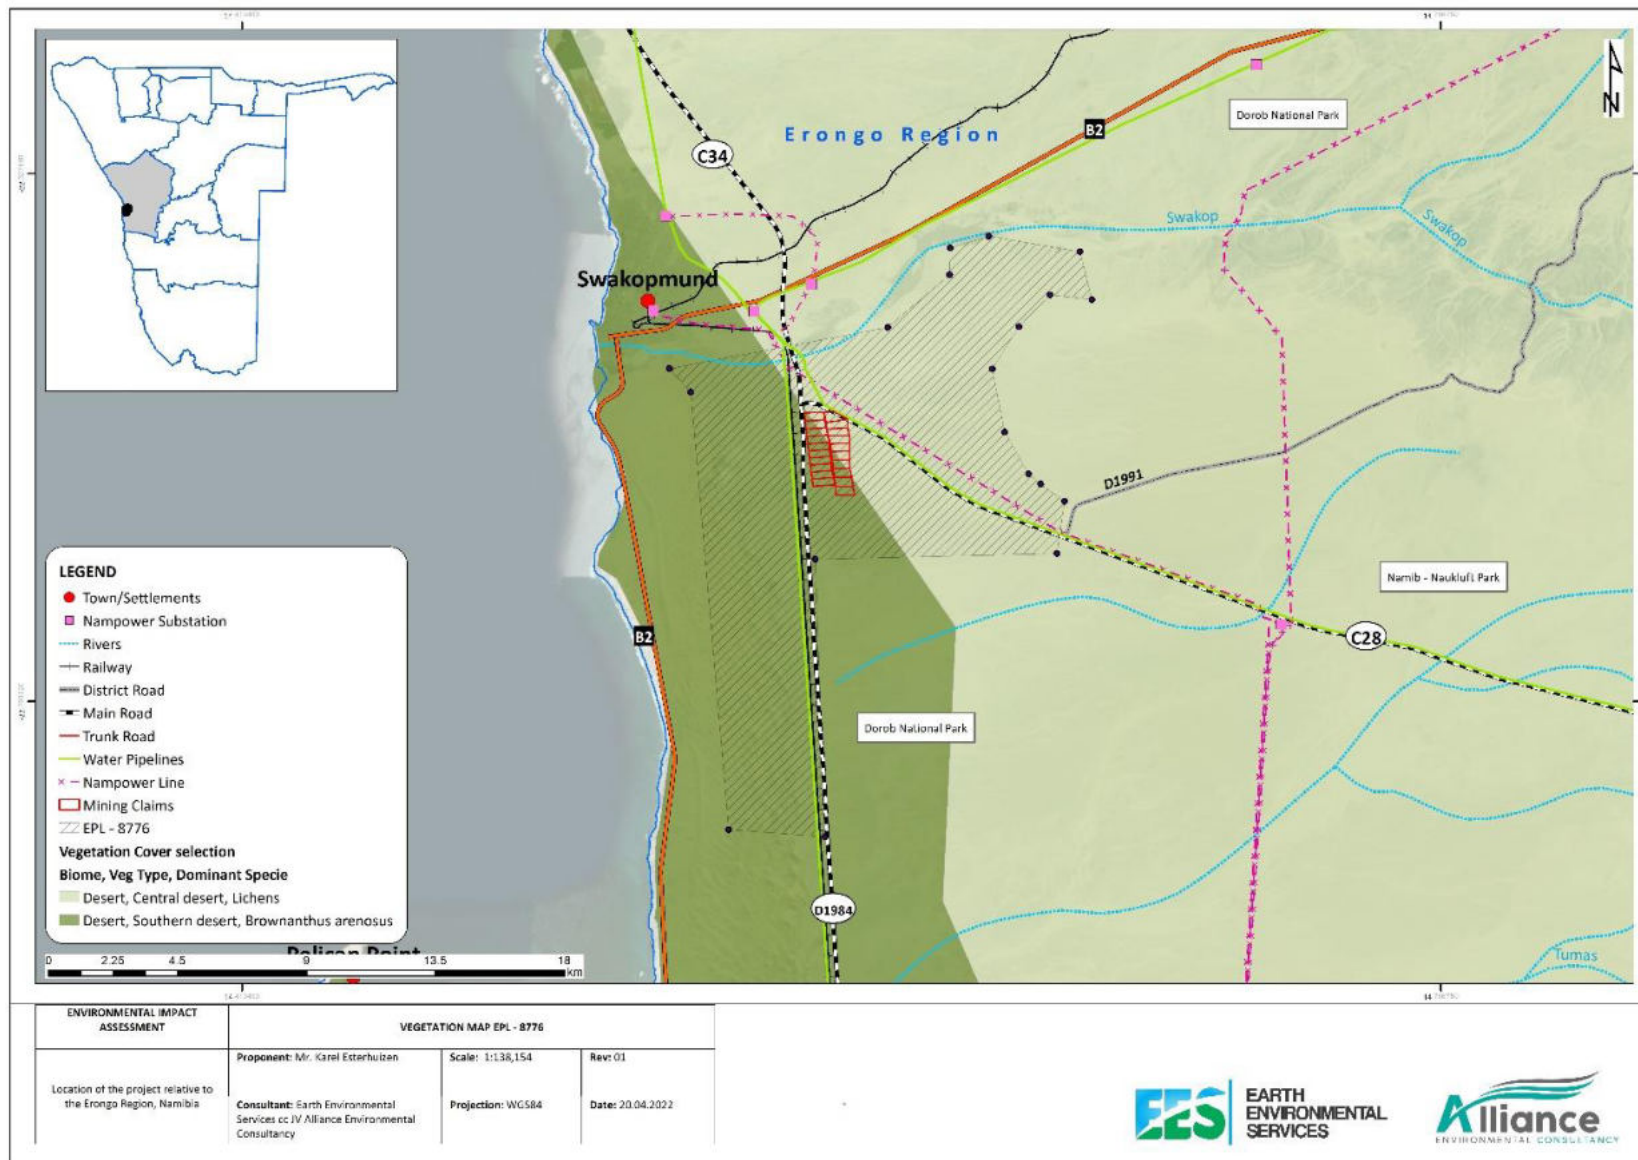 Erongo Region
Dorob National Park
B2
C34
Swakop
Swakop
Swakopmund
D1991
Namib - Naukluft Park
B2
C28
Dorob National Park
D1984
Tumas
N
LEGEND
Town/Settlements
Nampower Substation
Rivers
Railway
District Road
Main Road
Trunk Road
Water Pipelines
Nampower Line
Mining Claims
EPL - 8776
Vegetation Cover selection
Biome, Veg Type, Dominant Specie
Desert, Central desert, Lichens
Desert, Southern desert, Brownanthus arenosus
Pelican Point
0 2.25 4.5 9 13.5 18
km
ENVIRONMENTAL IMPACT
ASSESSMENT
VEGETATION MAP EPL - 8776
Location of the project relative to
the Erongo Region, Namibia
Proponent: Mr. Karel Esterhuizen
Scale: 1:138,154
Rev: 01
Consultant: Earth Environmental
Services cc JV Alliance Environmental
Consultancy
Projection: WGS84
Date: 20.04.2022
EES
EARTH
ENVIRONMENTAL
SERVICES
Alliance
ENVIRONMENTAL CONSULTANCY